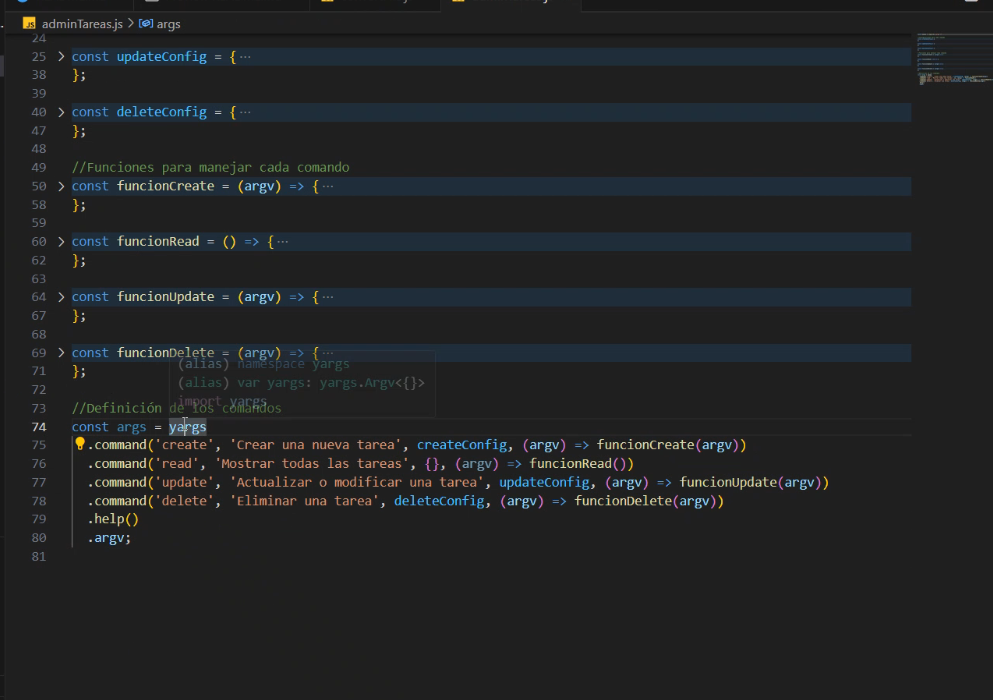 JS adminTareas.js > args
24
25 > const updateConfig = {···
38 };
39
40 > const deleteConfig = {···
47 };
48
49 //Funciones para manejar cada comando
50 > const funcionCreate = (argv) => {···
58 };
59
60 > const funcionRead = () => {···
62 };
63
64 > const funcionUpdate = (argv) => {···
67 };
68
69 > const funcionDelete = (argv) => {···
(alias) namespace yargs
71 };
(alias) var yargs: yargs.Argv<{}>
72
import yargs
73 //Definición de los comandos
74 const args = yargs
75 .command('create', 'Crear una nueva tarea', createConfig, (argv) => funcionCreate(argv))
76 .command('read', 'Mostrar todas las tareas', {}, (argv) => funcionRead())
77 .command('update', 'Actualizar o modificar una tarea', updateConfig, (argv) => funcionUpdate(argv))
78 .command('delete', 'Eliminar una tarea', deleteConfig, (argv) => funcionDelete(argv))
79 .help()
80 .argv;
81